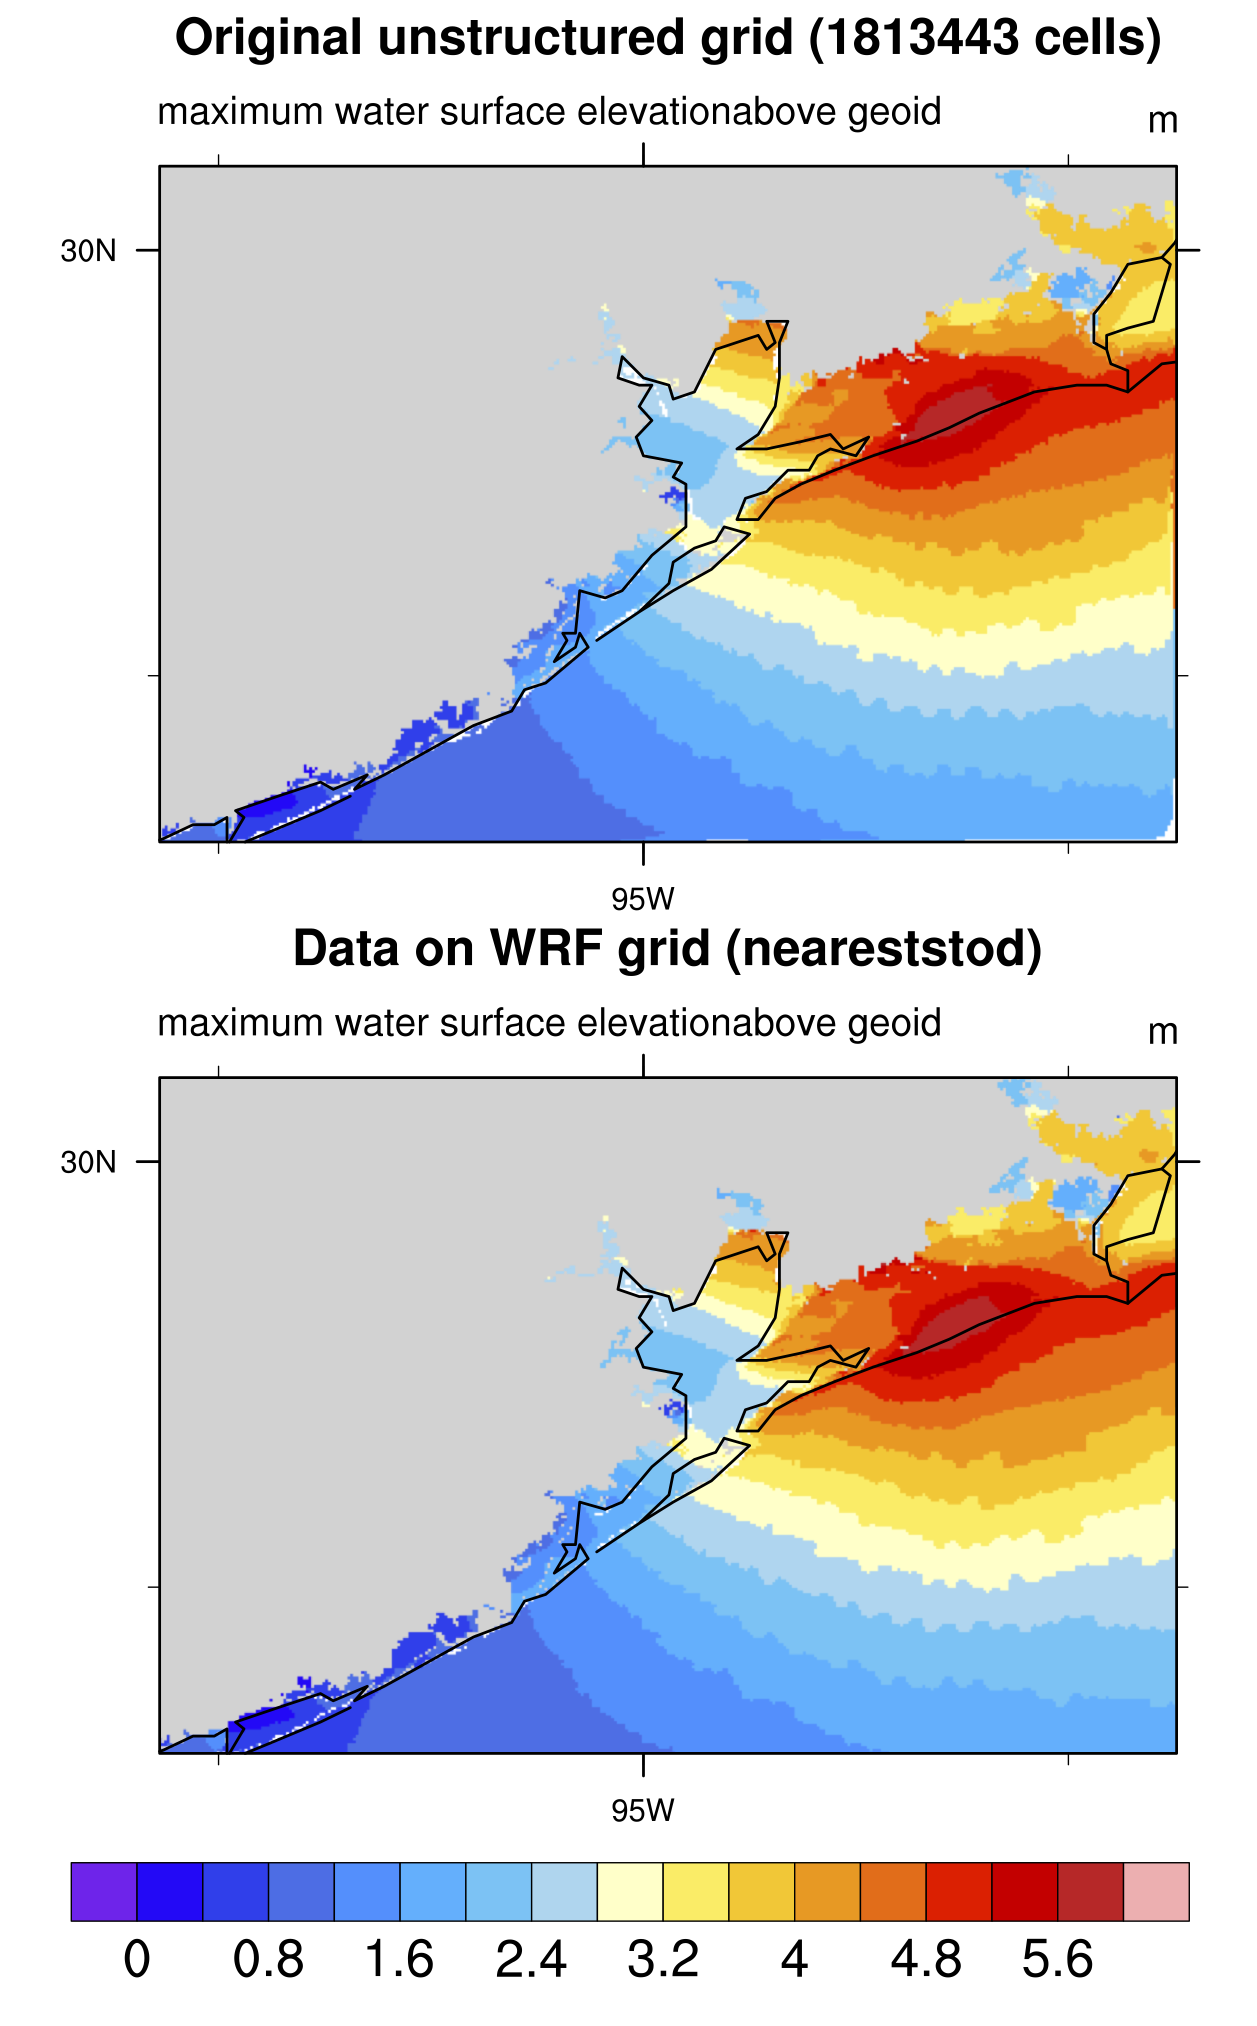 Original unstructured grid (1813443 cells)
maximum water surface elevationabove geoid m
30N
95W
Data on WRF grid (neareststod)
maximum water surface elevationabove geoid m
30N
95W
0 0.8 1.6 2.4 3.2 4 4.8 5.6